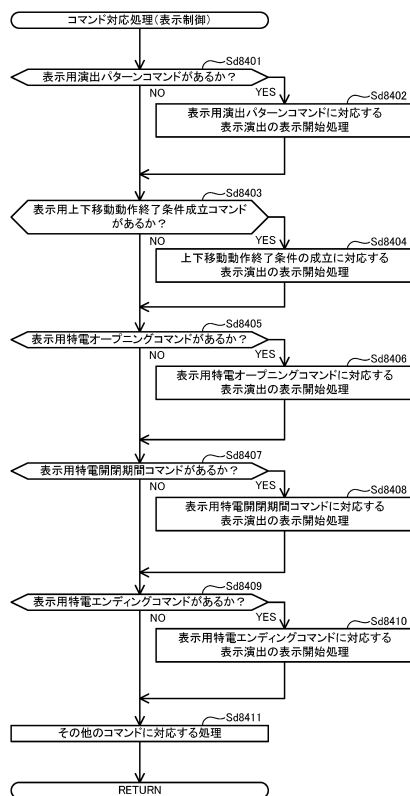 コマンド対応処理(表示制御)
Sd8401
表示用演出パターンコマンドがあるか?
NO
YES
Sd8402
表示用演出パターンコマンドに対応する
表示演出の表示開始処理
Sd8403
表示用上下移動動作終了条件成立コマンド
があるか?
NO
YES
Sd8404
上下移動動作終了条件の成立に対応する
表示演出の表示開始処理
Sd8405
表示用特電オープニングコマンドがあるか?
NO
YES
Sd8406
表示用特電オープニングコマンドに対応する
表示演出の表示開始処理
Sd8407
表示用特電開閉期間コマンドがあるか?
NO
YES
Sd8408
表示用特電開閉期間コマンドに対応する
表示演出の表示開始処理
Sd8409
表示用特電エンディングコマンドがあるか?
NO
YES
Sd8410
表示用特電エンディングコマンドに対応する
表示演出の表示開始処理
Sd8411
その他のコマンドに対応する処理
RETURN